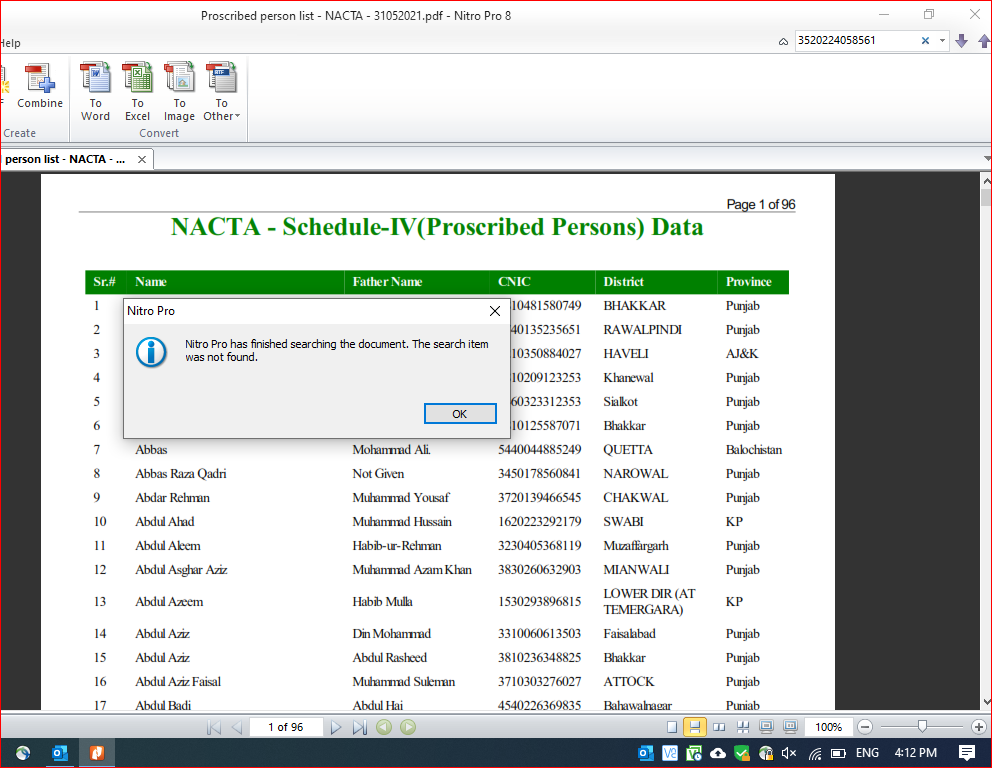 Proscribed person list - NACTA - 31052021.pdf - Nitro Pro 8
Help
3520224058561
Combine
Create
To Word
To Excel
To Image
To Other
Convert
person list - NACTA - ...
Page 1 of 96
NACTA - Schedule-IV(Proscribed Persons) Data
Sr.# Name Father Name CNIC District Province
1 10481580749 BHAKKAR Punjab
2 40135235651 RAWALPINDI Punjab
3 10350884027 HAVELI AJ&K
4 10209123253 Khanewal Punjab
5 60323312353 Sialkot Punjab
6 10125587071 Bhakkar Punjab
Nitro Pro
Nitro Pro has finished searching the document. The search item
was not found.
OK
7 Abbas Mohammad Ali. 5440044885249 QUETTA Balochistan
8 Abbas Raza Qadri Not Given 3450178560841 NAROWAL Punjab
9 Abdar Rehman Muhammad Yousaf 3720139466545 CHAKWAL Punjab
10 Abdul Ahad Muhammad Hussain 1620223292179 SWABI KP
11 Abdul Aleem Habib-ur-Rehman 3230405368119 Muzaffargarh Punjab
12 Abdul Asghar Aziz Muhammad Azam Khan 3830260632903 MIANWALI Punjab
13 Abdul Azeem Habib Mulla 1530293896815 LOWER DIR (AT TEMERGARA) KP
14 Abdul Aziz Din Mohammad 3310060613503 Faisalabad Punjab
15 Abdul Aziz Abdul Rasheed 3810236348825 Bhakkar Punjab
16 Abdul Aziz Faisal Muhammad Suleman 3710303276027 ATTOCK Punjab
17 Abdul Badi Abdul Hai 4540226369835 Bahawalnagar Punjab
1 of 96
100%
ENG 4:12 PM